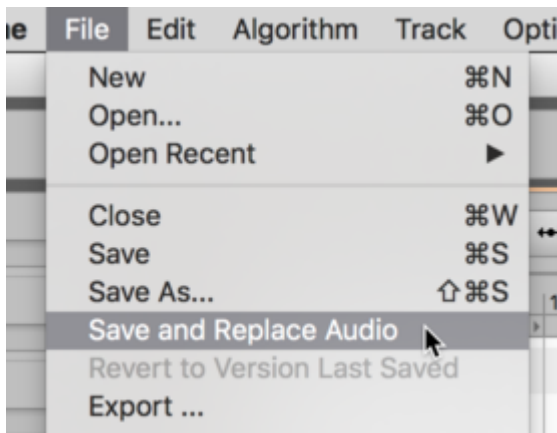 File Edit Algorithm Track
New ⌘N
Open... ⌘O
Open Recent ▶
Close ⌘W
Save ⌘S
Save As... ⇧⌘S
Save and Replace Audio
Revert to Version Last Saved
Export ...